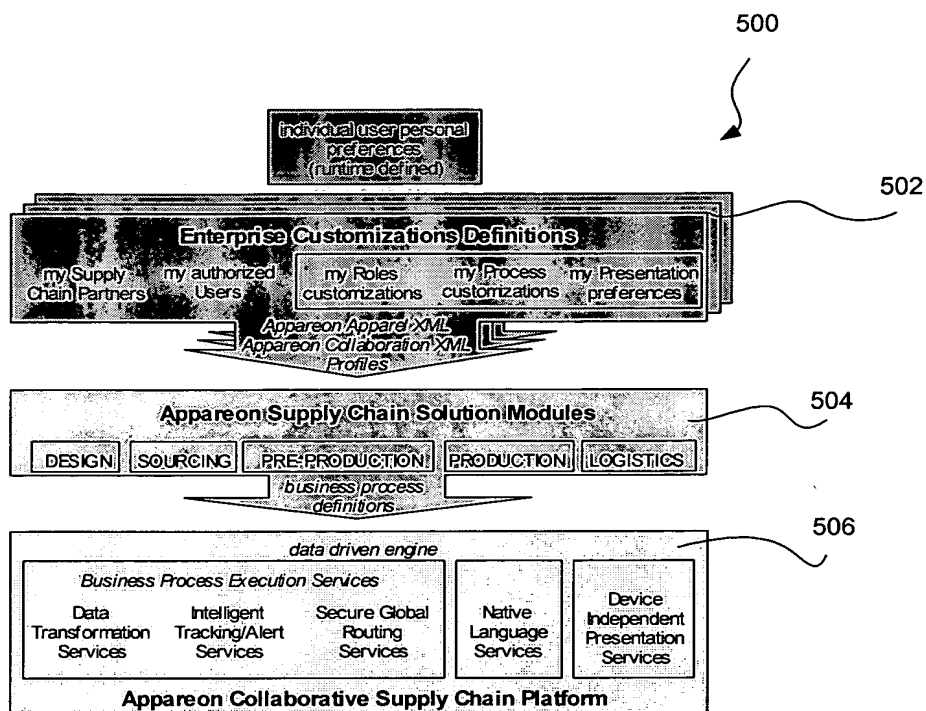 500
individual user personal
preferences
(runtime defined)
502
Enterprise Customizations Definitions
my Supply
Chain Partners
my authorized
Users
my Roles
customizations
my Process
customizations
my Presentation
preferences
Appareon Apparel XML
Appareon Collaboration XML
Profiles
504
Appareon Supply Chain Solution Modules
DESIGN
SOURCING
PRE-PRODUCTION
PRODUCTION
LOGISTICS
business process
definitions
506
data driven engine
Business Process Execution Services
Data
Transformation
Services
Intelligent
Tracking/Alert
Services
Secure Global
Routing
Services
Native
Language
Services
Device
Independent
Presentation
Services
Appareon Collaborative Supply Chain Platform